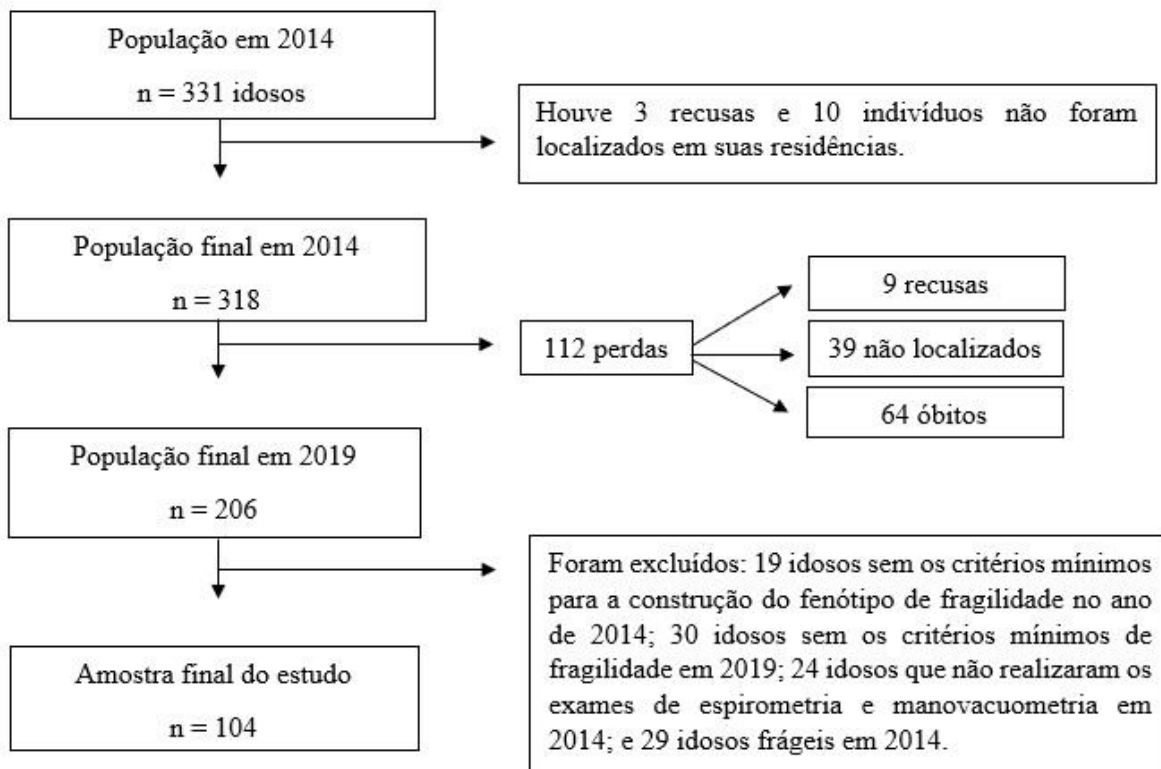 População em 2014
n = 331 idosos
Houve 3 recusas e 10 indivíduos não foram
localizados em suas residências.
População final em 2014
n = 318
112 perdas
9 recusas
39 não localizados
64 óbitos
População final em 2019
n = 206
Foram excluídos: 19 idosos sem os critérios mínimos
para a construção do fenótipo de fragilidade no ano
de 2014; 30 idosos sem os critérios mínimos de
fragilidade em 2019; 24 idosos que não realizaram os
exames de espirometria e manovacuometria em
2014; e 29 idosos frágeis em 2014.
Amostra final do estudo
n = 104